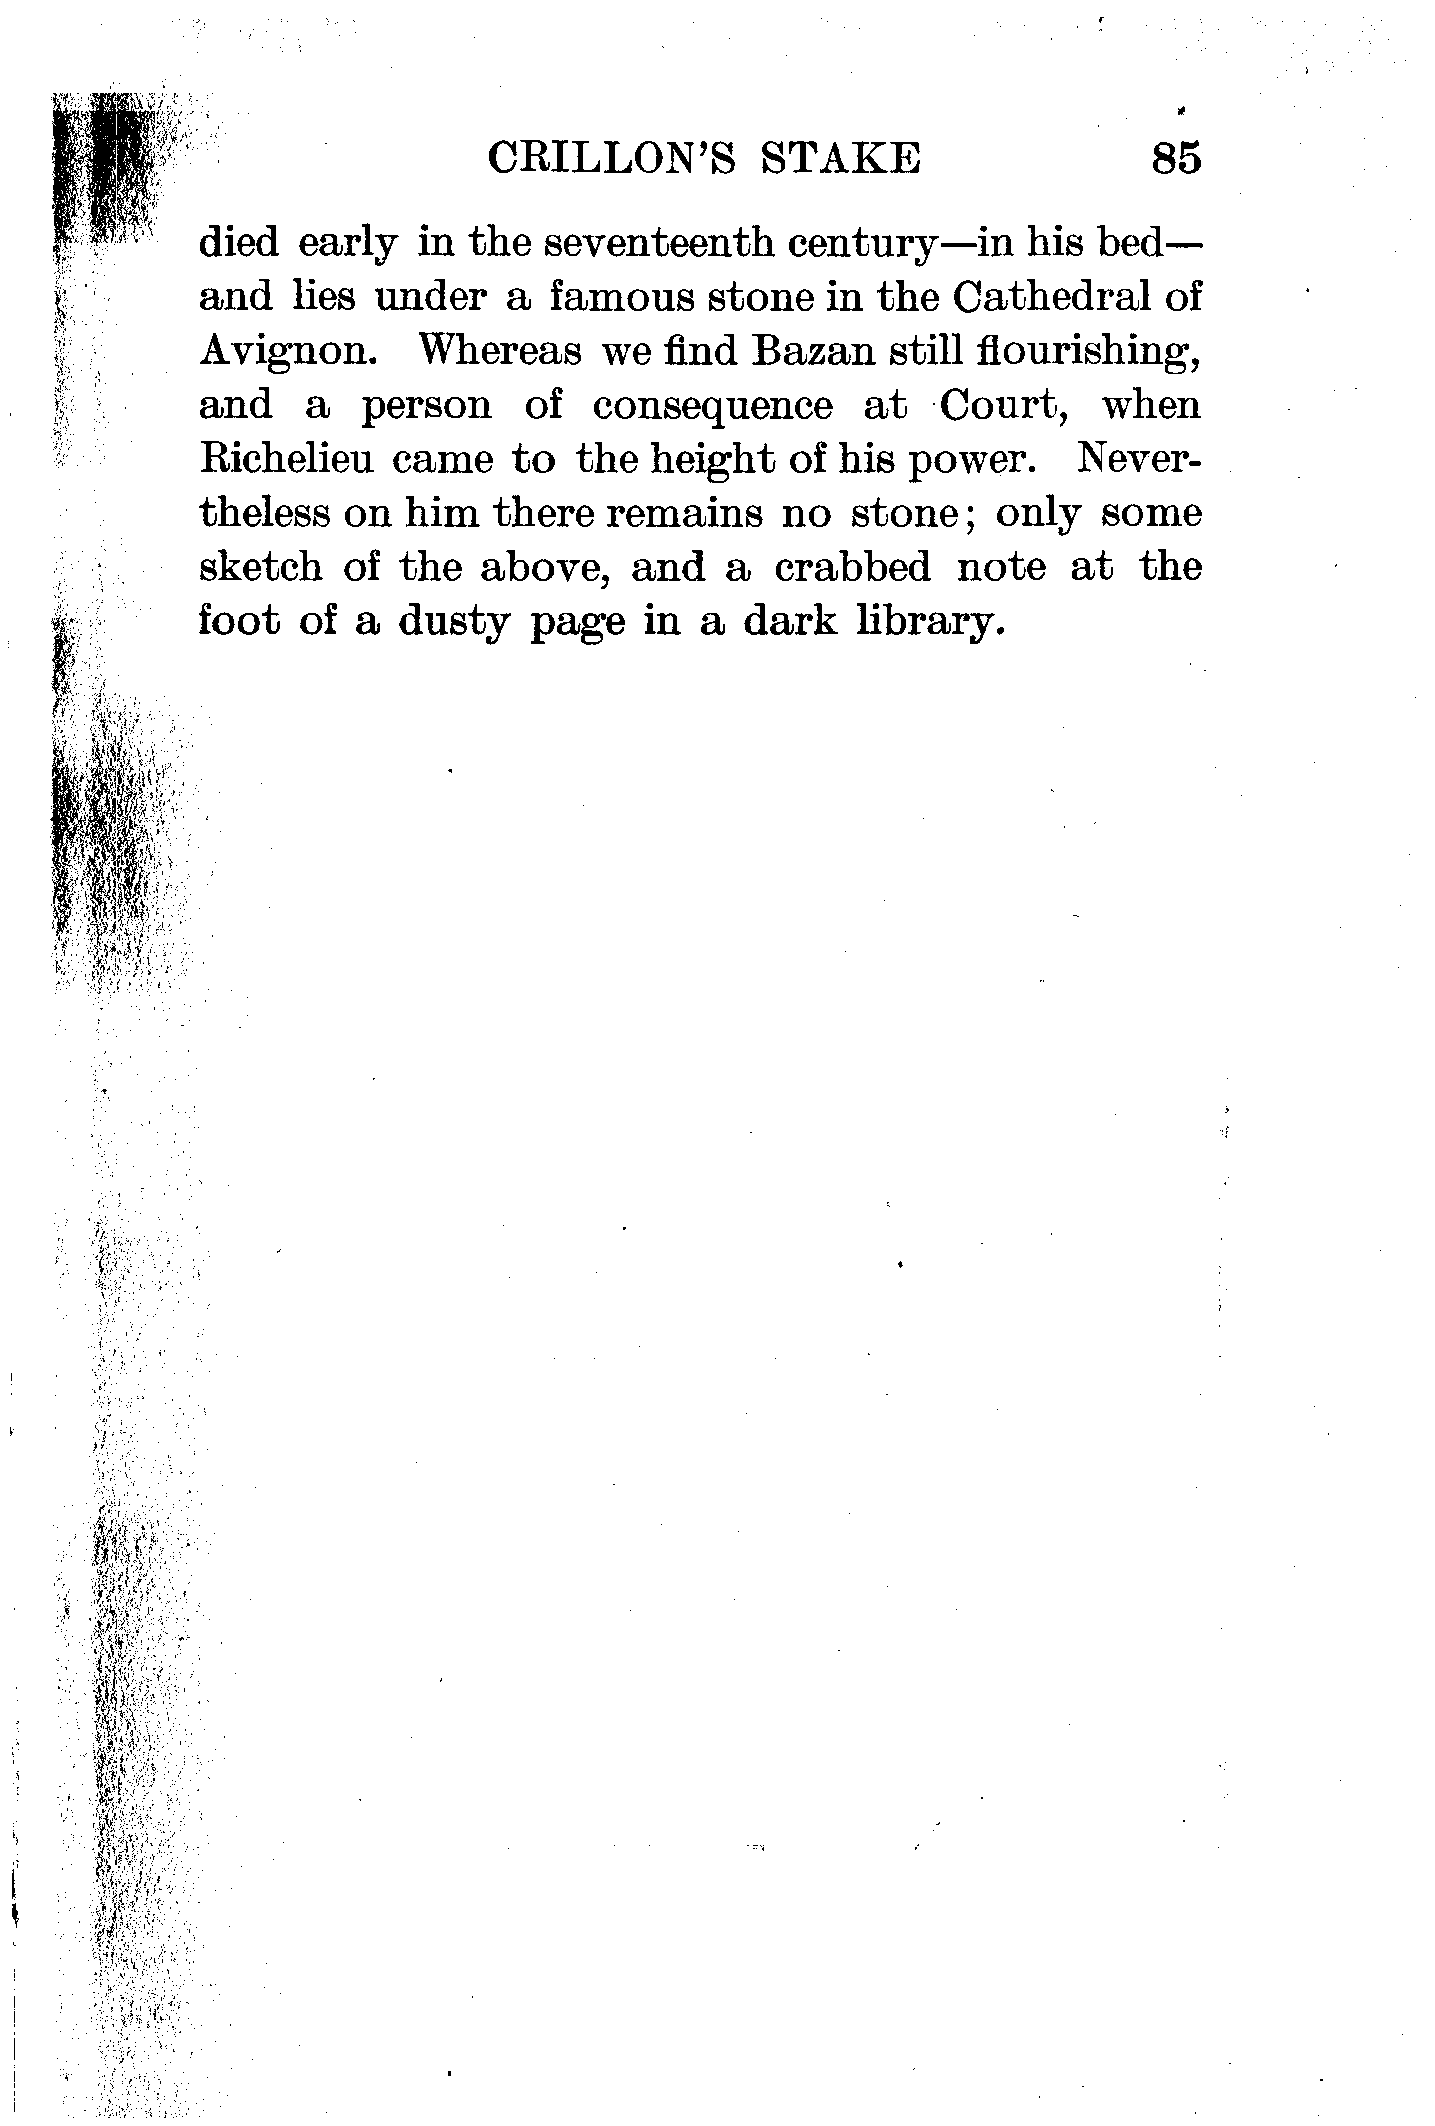 CRILLON'S STAKE 85
died early in the seventeenth century—in his bed—
and lies under a famous stone in the Cathedral of
Avignon. Whereas we find Bazan still flourishing,
and a person of consequence at Court, when
Richelieu came to the height of his power. Never-
theless on him there remains no stone; only some
sketch of the above, and a crabbed note at the
foot of a dusty page in a dark library.